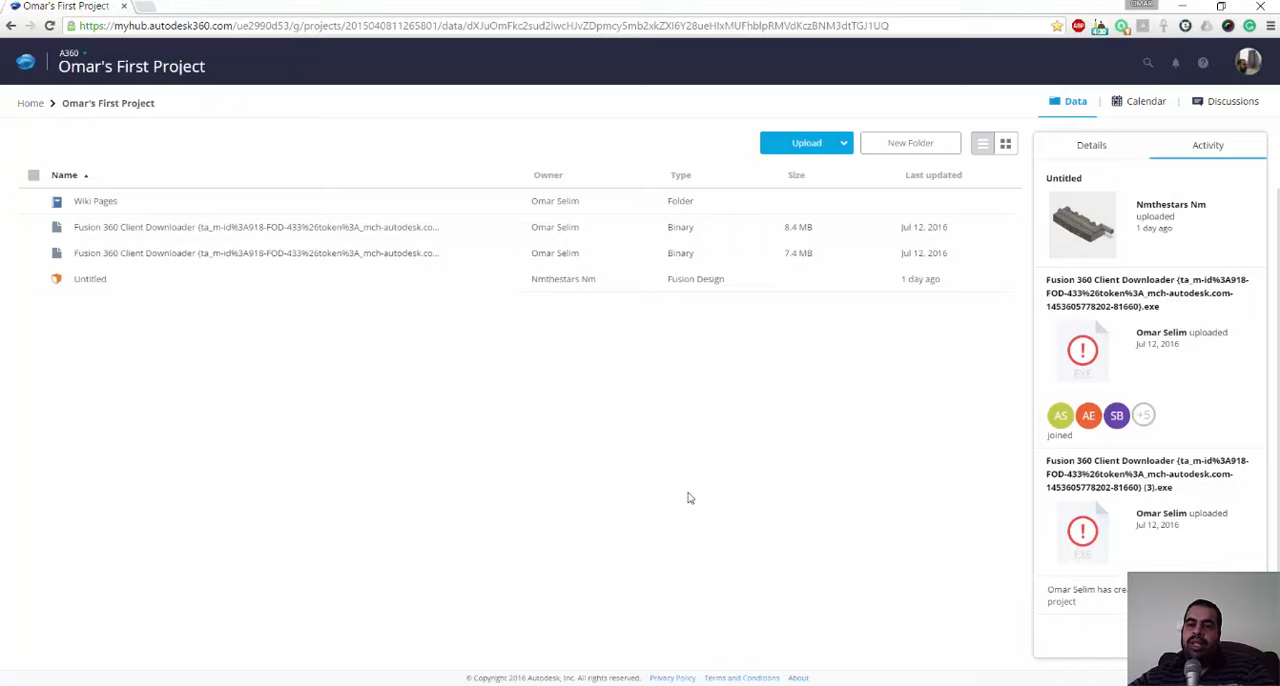 Omar's First Project
OMAR
https://myhub.autodesk360.com/ue2990d53/g/projects/2015040811265801/data/dXJuOmFkc2sud2lwcHJvZDpmcy5mb2xkZXI6Y28ueHIxMUFhblpRMVdKczBNM3dtTGJ1UQ
A360
Omar's First Project
Home > Omar's First Project
Data | Calendar | Discussions
Upload New Folder
Name Owner Type Size Last updated
Wiki Pages Omar Selim Folder
Fusion 360 Client Downloader {ta_m-id%3A918-FOD-433%26token%3A_mch-autodesk.co... Omar Selim Binary 8.4 MB Jul 12, 2016
Fusion 360 Client Downloader {ta_m-id%3A918-FOD-433%26token%3A_mch-autodesk.co... Omar Selim Binary 7.4 MB Jul 12, 2016
Untitled Nmthestars Nm Fusion Design 1 day ago
Details Activity
Untitled
Nmthestars Nm
uploaded
1 day ago
Fusion 360 Client Downloader {ta_m-id%3A918-
FOD-433%26token%3A_mch-autodesk.com-
1453605778202-81660}.exe
Omar Selim uploaded
Jul 12, 2016
EXE
AS AE SB +5
joined
Fusion 360 Client Downloader {ta_m-id%3A918-
FOD-433%26token%3A_mch-autodesk.com-
1453605778202-81660} (3).exe
Omar Selim uploaded
Jul 12, 2016
EXE
Omar Selim has cre
project
© Copyright 2016 Autodesk, Inc. All rights reserved. Privacy Policy Terms and Conditions About